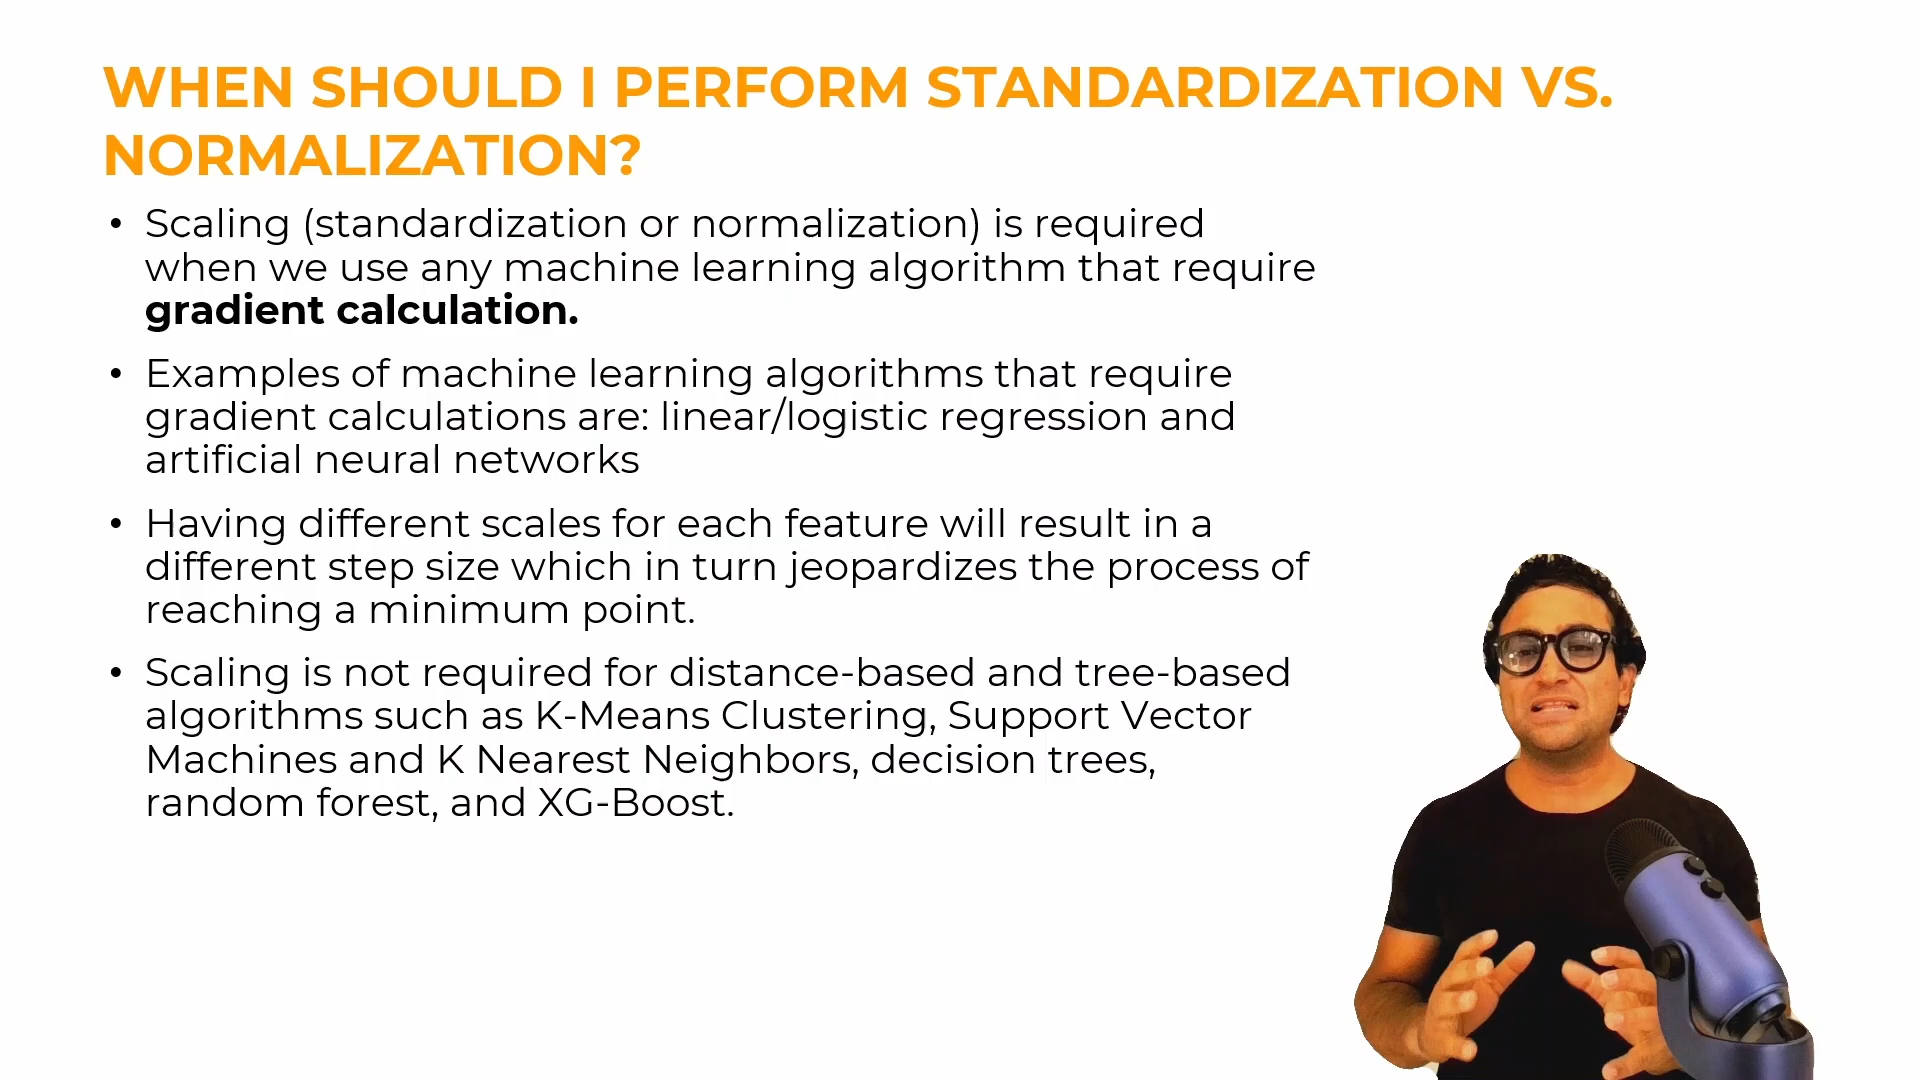 WHEN SHOULD I PERFORM STANDARDIZATION VS.
NORMALIZATION?
• Scaling (standardization or normalization) is required
when we use any machine learning algorithm that require
gradient calculation.
• Examples of machine learning algorithms that require
gradient calculations are: linear/logistic regression and
artificial neural networks
• Having different scales for each feature will result in a
different step size which in turn jeopardizes the process of
reaching a minimum point.
• Scaling is not required for distance-based and tree-based
algorithms such as K-Means Clustering, Support Vector
Machines and K Nearest Neighbors, decision trees,
random forest, and XG-Boost.